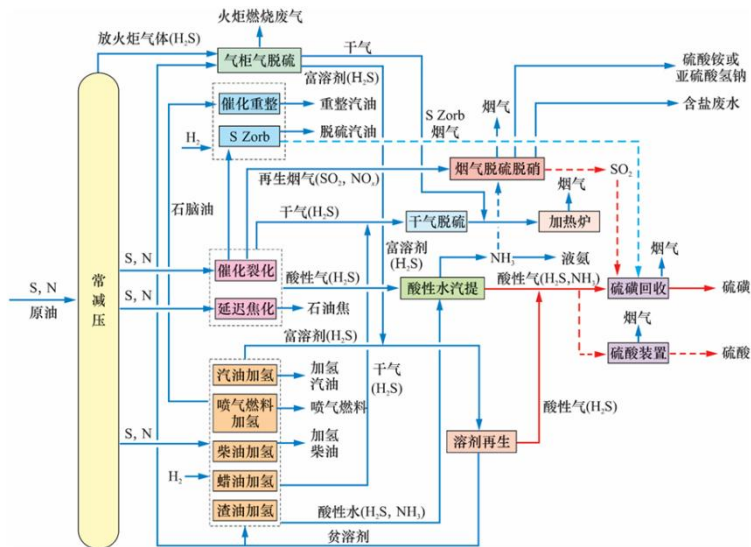 火炬燃烧废气
放火炬气体(H₂S)
气柜气脱硫
干气
富溶剂(H₂S)
硫酸铵或
亚硫酸氢钠
催化重整
重整汽油
S Zorb
烟气
烟气
含盐废水
H₂
S Zorb
脱硫汽油
再生烟气(SO₂, NOₓ)
烟气脱硫脱硝
SO₂
石脑油
干气(H₂S)
干气脱硫
烟气
加热炉
富溶剂
(H₂S)
NH₃
液氨
烟气
S, N
原油
常减压
S, N
催化裂化
酸性气(H₂S)
酸性水汽提
酸性气(H₂S,NH₃)
硫磺回收
硫磺
S, N
延迟焦化
石油焦
烟气
富溶剂(H₂S)
硫酸装置
硫酸
汽油加氢
加氢
汽油
干气
(H₂S)
喷气燃料
加氢
喷气燃料
酸性气(H₂S)
S, N
柴油加氢
加氢
柴油
溶剂再生
H₂
蜡油加氢
渣油加氢
酸性水(H₂S, NH₃)
贫溶剂